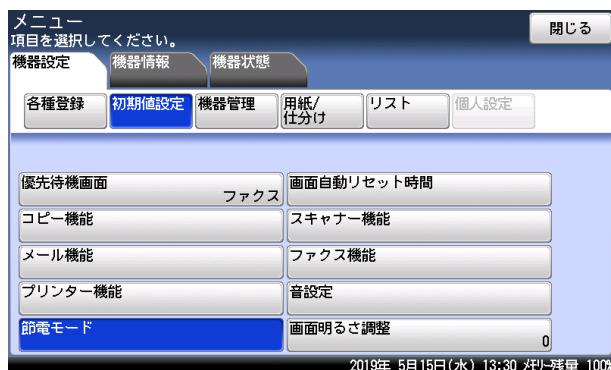 メニュー
項目を選択してください。
閉じる
機器設定
機器情報
機器状態
各種登録
初期値設定
機器管理
用紙/
仕分け
リスト
個人設定
優先待機画面
ファクス
画面自動リセット時間
コピー機能
スキャナー機能
メール機能
ファクス機能
プリンター機能
音設定
節電モード
画面明るさ調整
0
2019年 5月15日(水) 13:30 メモリー残量 100%